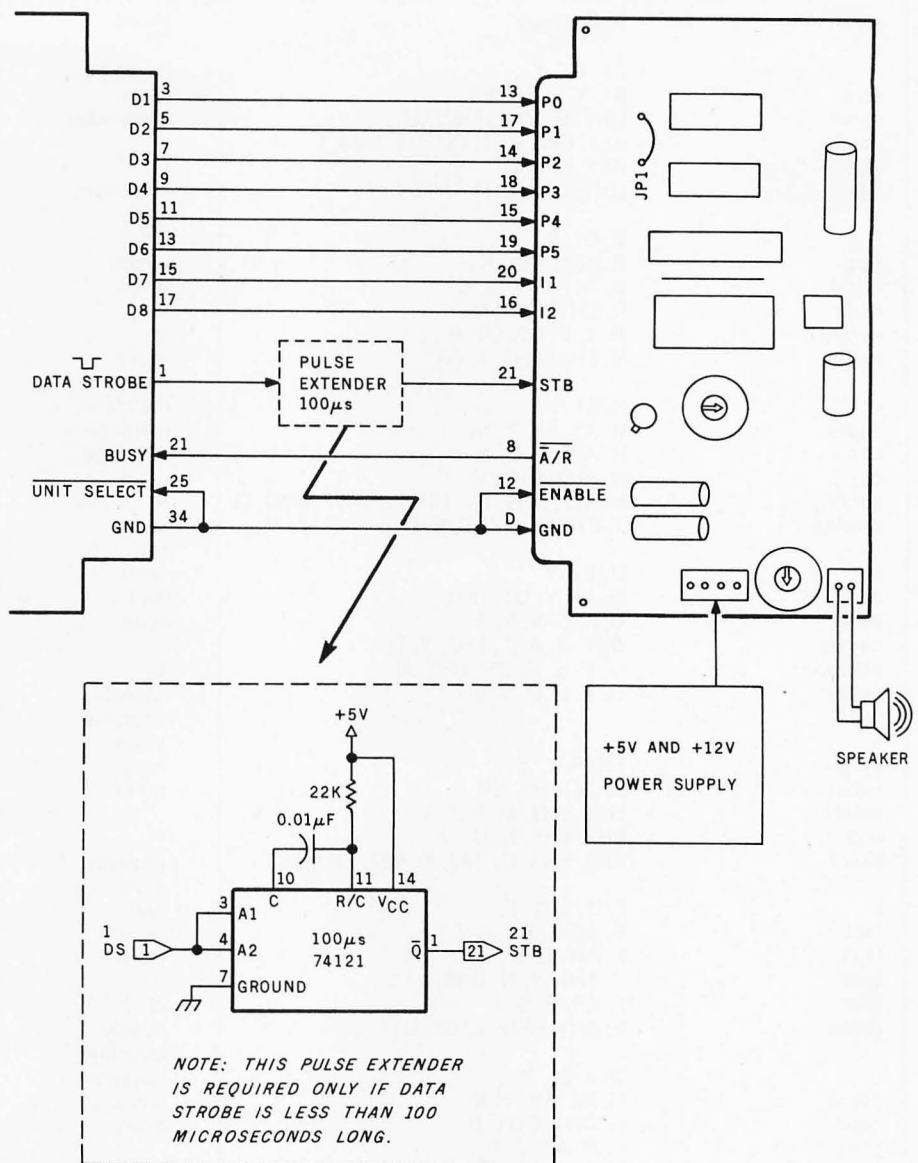 D1 3 13 P0
D2 5 17 P1
D3 7 14 P2
D4 9 18 P3
D5 11 15 P4
D6 13 19 P5
D7 15 20 I1
D8 17 16 I2
JP1
DATA STROBE 1
PULSE
EXTENDER
100μs
21 STB
BUSY 21 8 A/R
UNIT SELECT 25 12 ENABLE
GND 34 D GND
+5V AND +12V
POWER SUPPLY
SPEAKER
+5V
22K
0.01μF
10 11 14
C R/C VCC
3 A1
1
DS 1
4 A2
100μs
74121
Q 1 21
21
STB
7 GROUND
NOTE: THIS PULSE EXTENDER
IS REQUIRED ONLY IF DATA
STROBE IS LESS THAN 100
MICROSECONDS LONG.